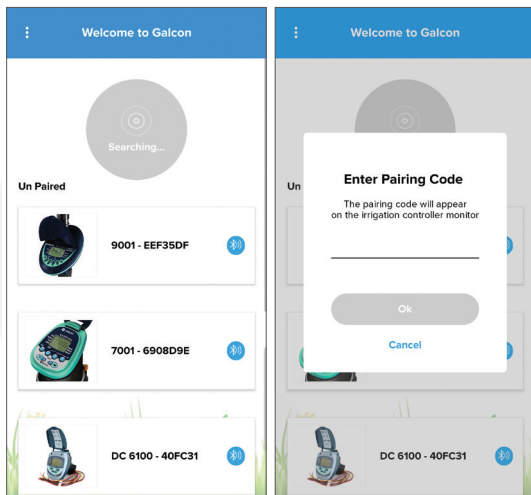 Welcome to Galcon
Searching...
Un Paired
9001 - EEF35DF
7001 - 6908D9E
DC 6100 - 40FC31
Welcome to Galcon
Un
Enter Pairing Code
The pairing code will appear
on the irrigation controller monitor
Ok
Cancel
DC 6100 - 40FC31